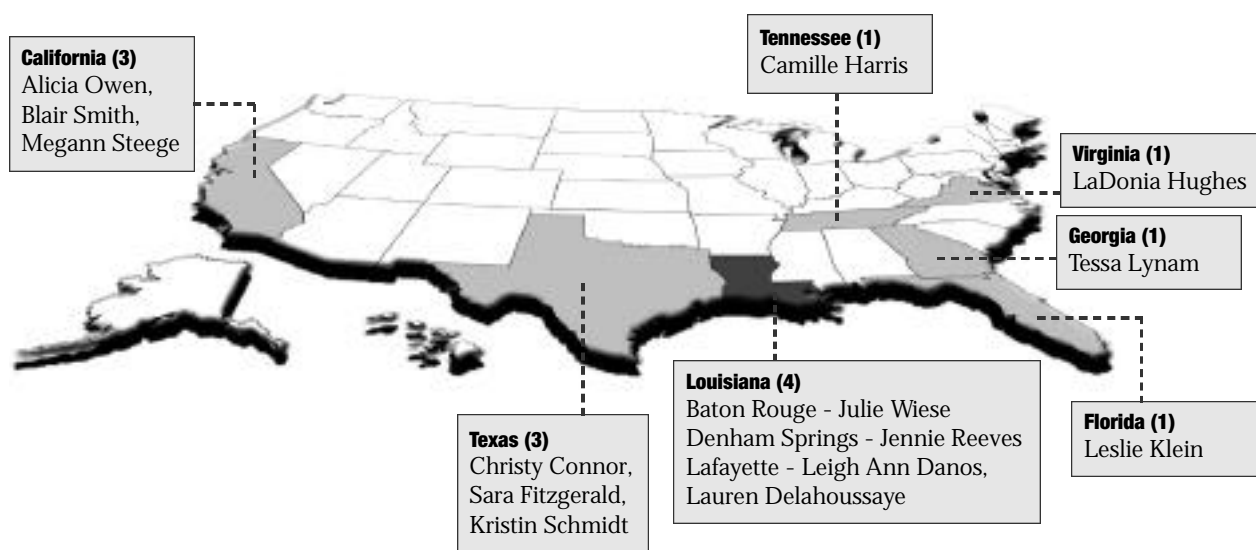 California (3)
Alicia Owen,
Blair Smith,
Megann Steege
Tennessee (1)
Camille Harris
Virginia (1)
LaDonia Hughes
Georgia (1)
Tessa Lynam
Florida (1)
Leslie Klein
Louisiana (4)
Baton Rouge - Julie Wiese
Denham Springs - Jennie Reeves
Lafayette - Leigh Ann Danos,
Lauren Delahoussaye
Texas (3)
Christy Connor,
Sara Fitzgerald,
Kristin Schmidt